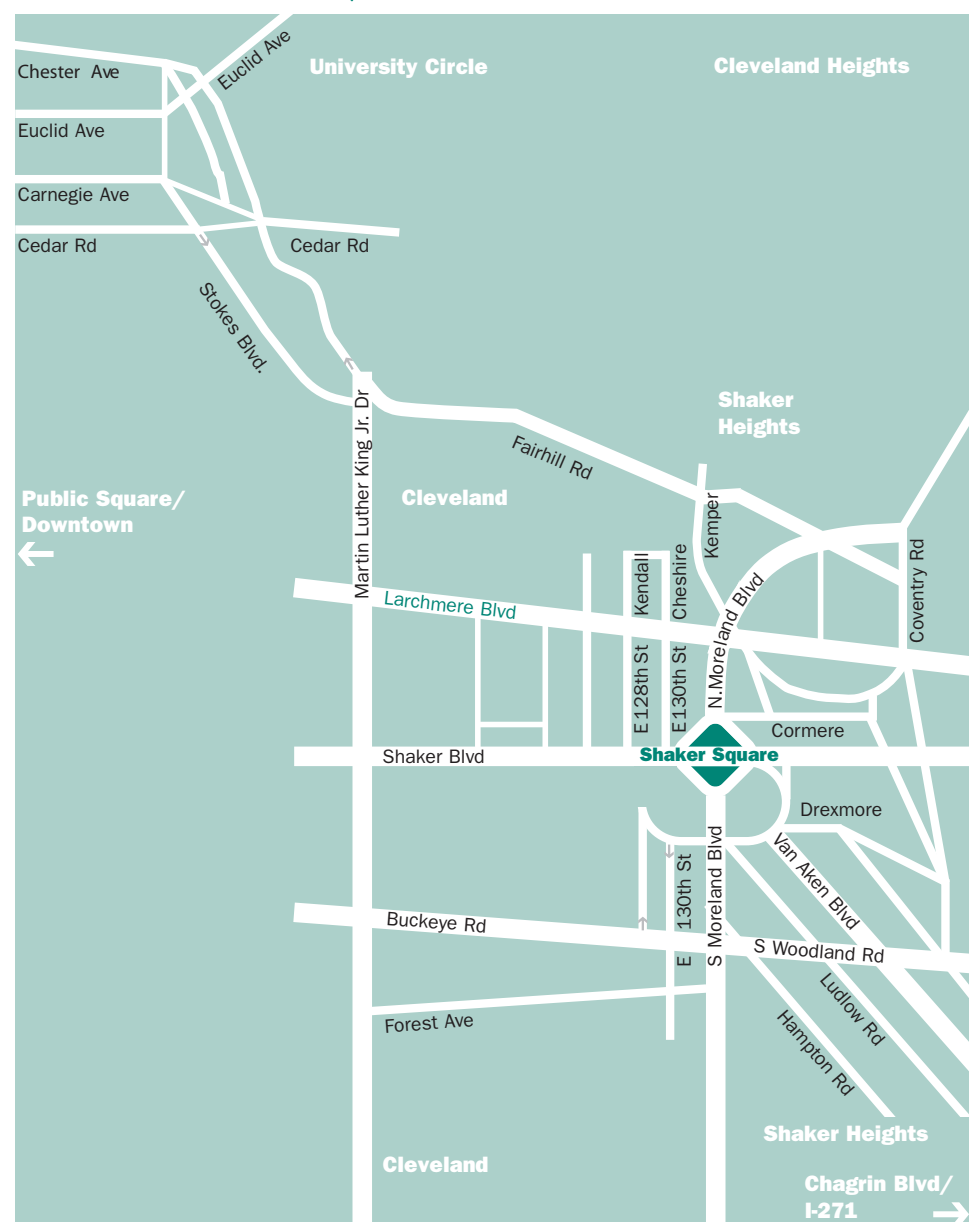 Euclid Ave
University Circle
Cleveland Heights
Chester Ave
Euclid Ave
Carnegie Ave
Cedar Rd
Cedar Rd
Stokes Blvd.
Martin Luther King Jr. Dr
Shaker
Heights
Fairhill Rd
Public Square/
Downtown
Cleveland
Kemper
Kendall
Cheshire
Coventry Rd
N.Moreland Blvd
Larchmere Blvd
E 128th St
E 130th St
Cormere
Shaker Blvd
Shaker Square
Drexmore
Van Aken Blvd
S Moreland Blvd
E 130th St
Buckeye Rd
S Woodland Rd
Ludlow Rd
Forest Ave
Hampton Rd
Shaker Heights
Cleveland
Chagrin Blvd/
I-271